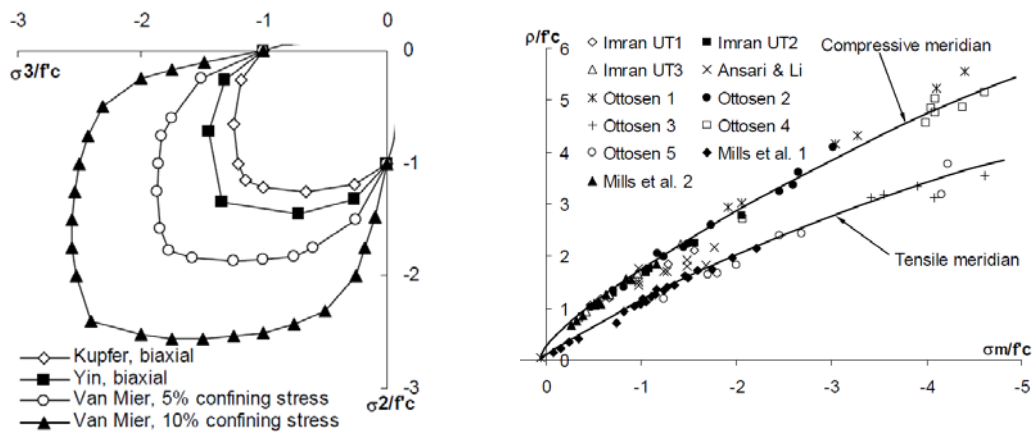 -3 -2 -1 0
σ3/f'c
0
-1
-2
-3
σ2/f'c
Kupfer, biaxial
Yin, biaxial
Van Mier, 5% confining stress
Van Mier, 10% confining stress
ρ/f'c
6
5
4
3
2
1
0
Imran UT1 Imran UT2
Imran UT3 Ansari & Li
Ottosen 1 Ottosen 2
Ottosen 3 Ottosen 4
Ottosen 5 Mills et al. 1
Mills et al. 2
Compressive meridian
Tensile meridian
σm/f'c
0 -1 -2 -3 -4 -5